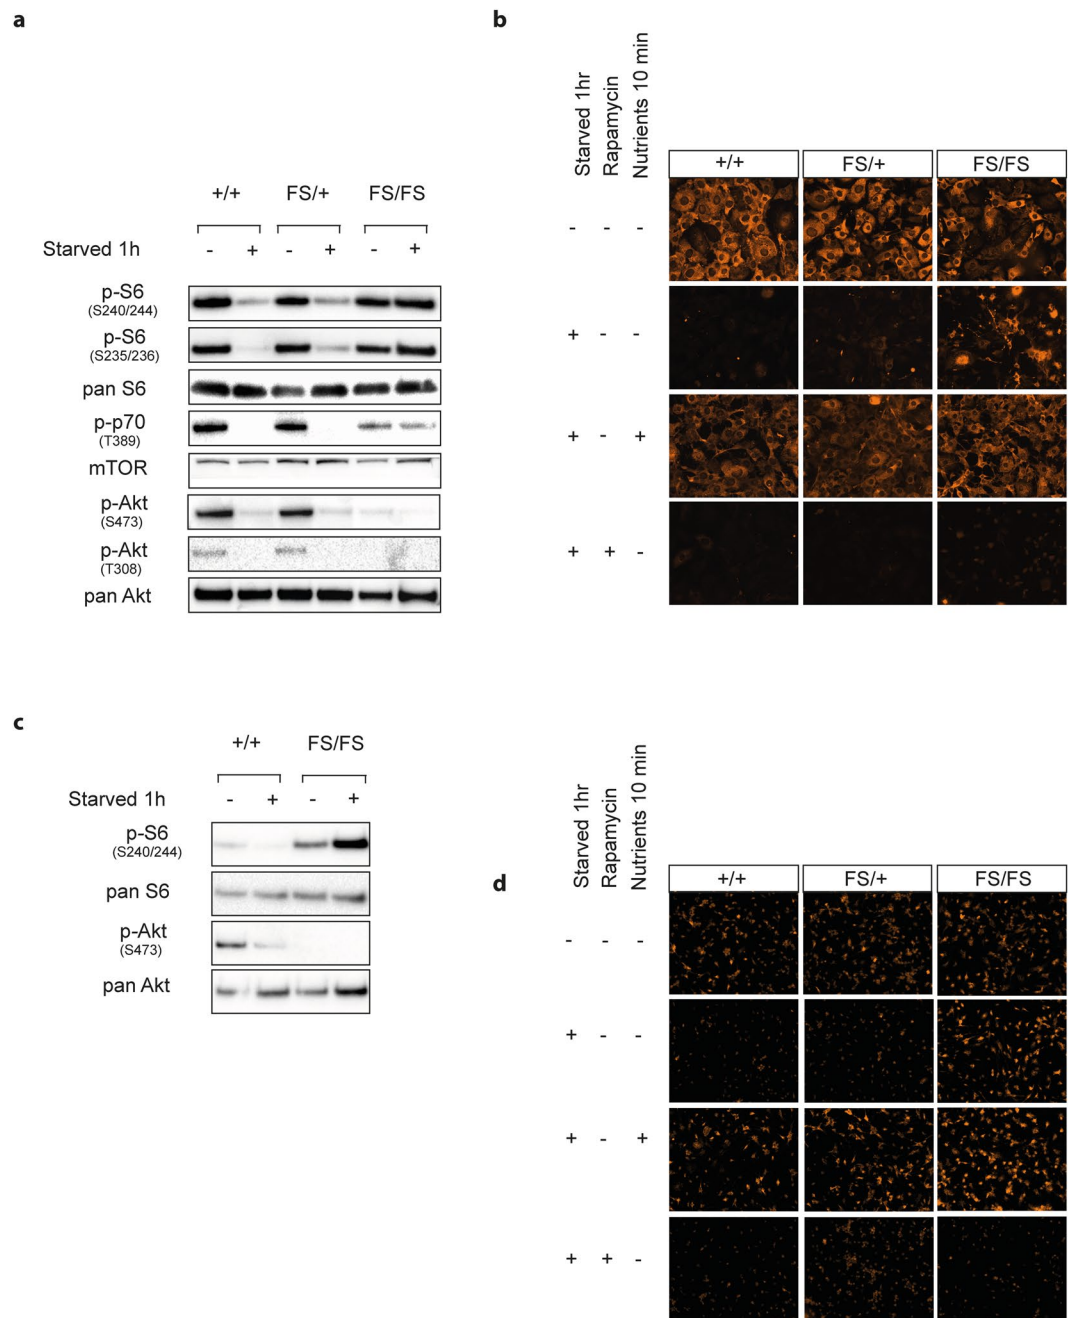 a
+/+ FS/+ FS/FS
Starved 1h - + - + - +
p-S6
(S240/244)
p-S6
(S235/236)
pan S6
p-p70
(T389)
mTOR
p-Akt
(S473)
p-Akt
(T308)
pan Akt
b
Starved 1hr
Rapamycin
Nutrients 10 min
+/+ FS/+ FS/FS
- - -
+ - -
+ - +
+ + -
c
+/+ FS/FS
Starved 1h - + - +
p-S6
(S240/244)
pan S6
p-Akt
(S473)
pan Akt
d
Starved 1hr
Rapamycin
Nutrients 10 min
+/+ FS/+ FS/FS
- - -
+ - -
+ - +
+ + -